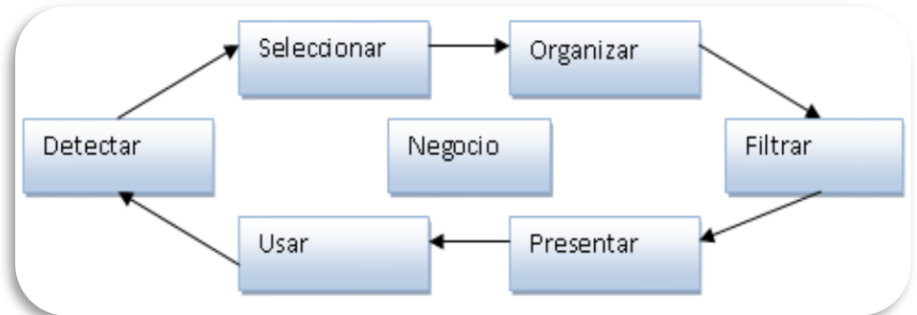 Seleccionar
Organizar
Detectar
Negocio
Filtrar
Usar
Presentar